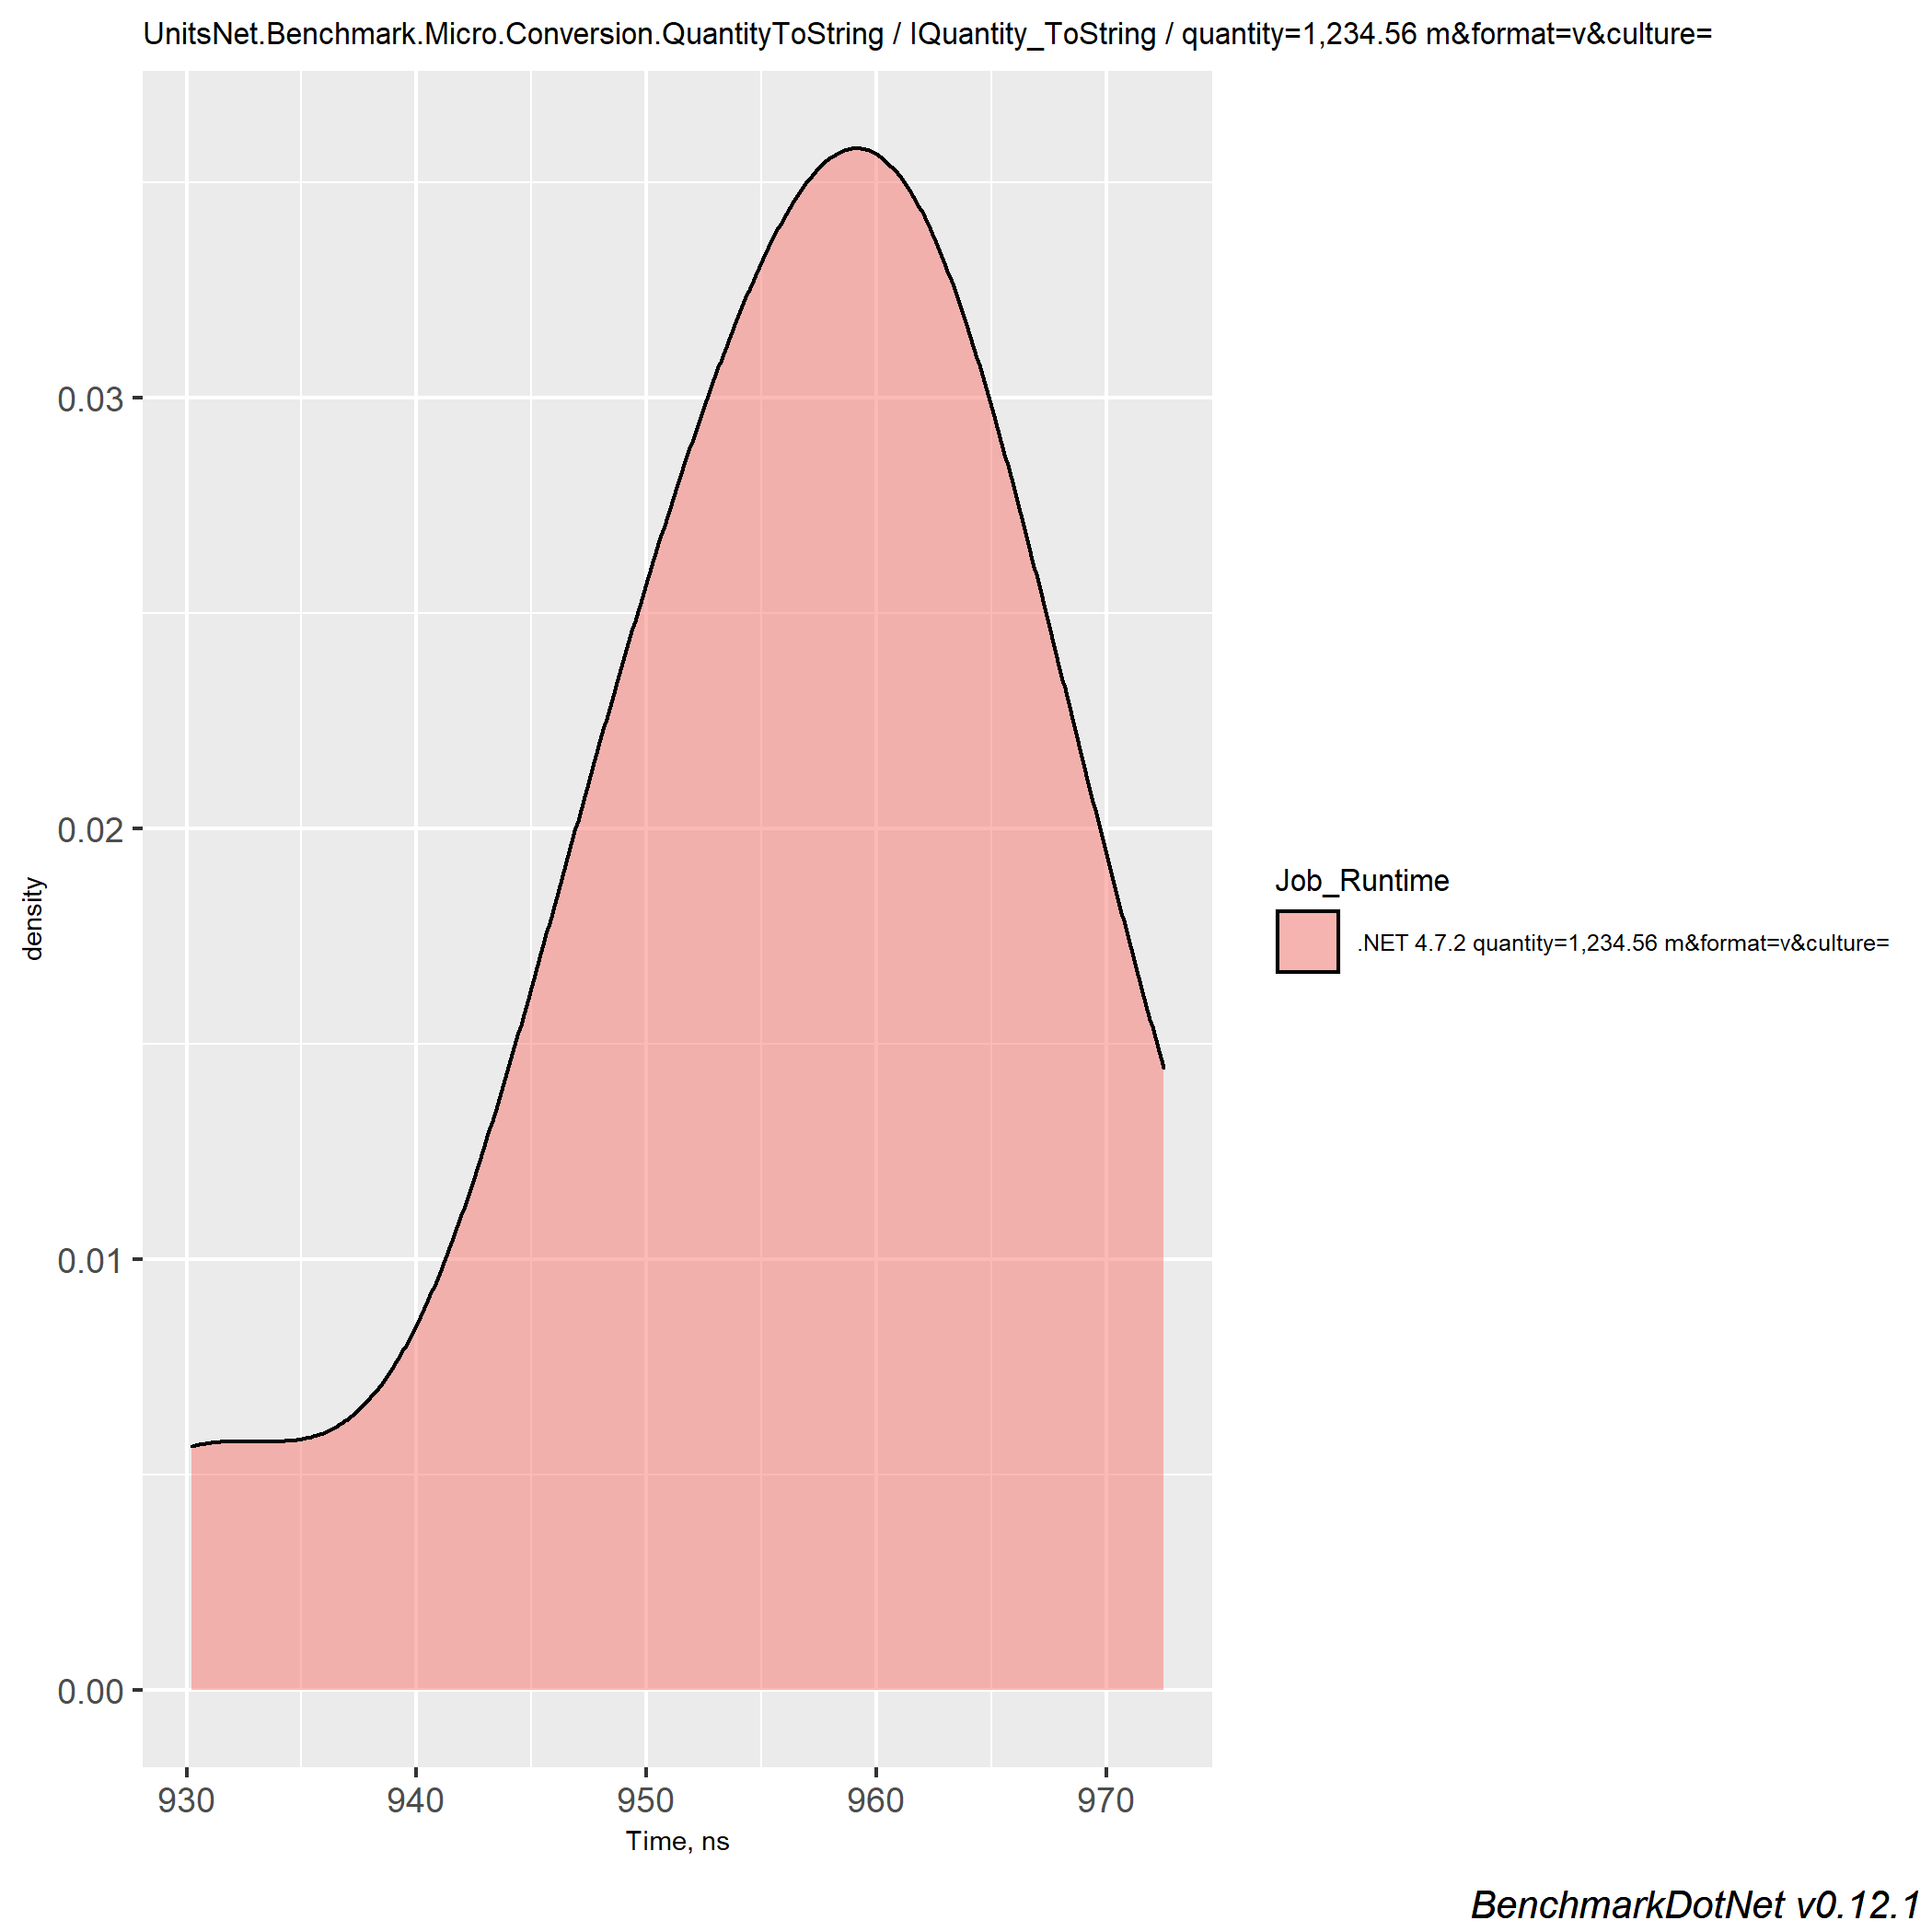 UnitsNet.Benchmark.Micro.Conversion.QuantityToString / IQuantity_ToString / quantity=1,234.56 m&format=v&culture=
0.03
0.02
0.01
0.00
density
930 940 950 960 970
Time, ns
Job_Runtime
.NET 4.7.2 quantity=1,234.56 m&format=v&culture=
BenchmarkDotNet v0.12.1